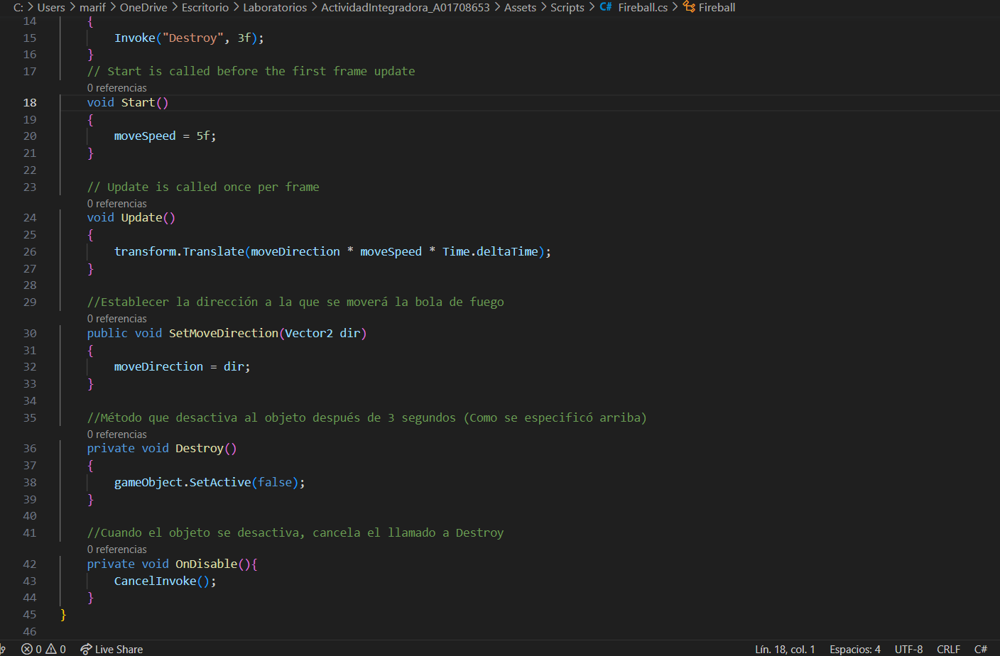 C: > Users > marif > OneDrive > Escritorio > Laboratorios > ActividadIntegradora_A01708653 > Assets > Scripts > C# Fireball.cs > Fireball
14 {
15 Invoke("Destroy", 3f);
16 }
17 // Start is called before the first frame update
0 referencias
18 void Start()
19 {
20 moveSpeed = 5f;
21 }
22
23 // Update is called once per frame
0 referencias
24 void Update()
25 {
26 transform.Translate(moveDirection * moveSpeed * Time.deltaTime);
27 }
28
29 //Establecer la dirección a la que se moverá la bola de fuego
0 referencias
30 public void SetMoveDirection(Vector2 dir)
31 {
32 moveDirection = dir;
33 }
34
35 //Método que desactiva al objeto después de 3 segundos (Como se especificó arriba)
0 referencias
36 private void Destroy()
37 {
38 gameObject.SetActive(false);
39 }
40
41 //Cuando el objeto se desactiva, cancela el llamado a Destroy
0 referencias
42 private void OnDisable(){
43 CancelInvoke();
44 }
45 }
46
0 0 Live Share Lín. 18, col. 1 Espacios: 4 UTF-8 CRLF C#